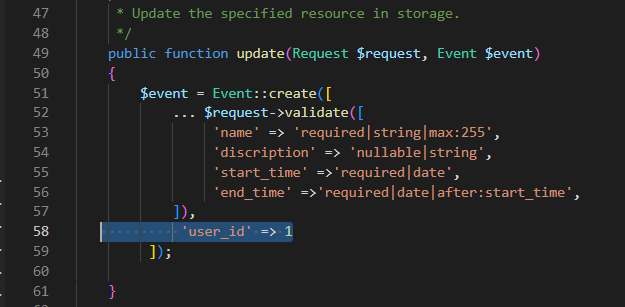 47 * Update the specified resource in storage.
48 */
49 public function update(Request $request, Event $event)
50 {
51 $event = Event::create([
52 ... $request->validate([
53 'name' => 'required|string|max:255',
54 'discription' => 'nullable|string',
55 'start_time' =>'required|date',
56 'end_time' =>'required|date|after:start_time',
57 ]),
58 'user_id' => 1
59 ]);
60
61 }